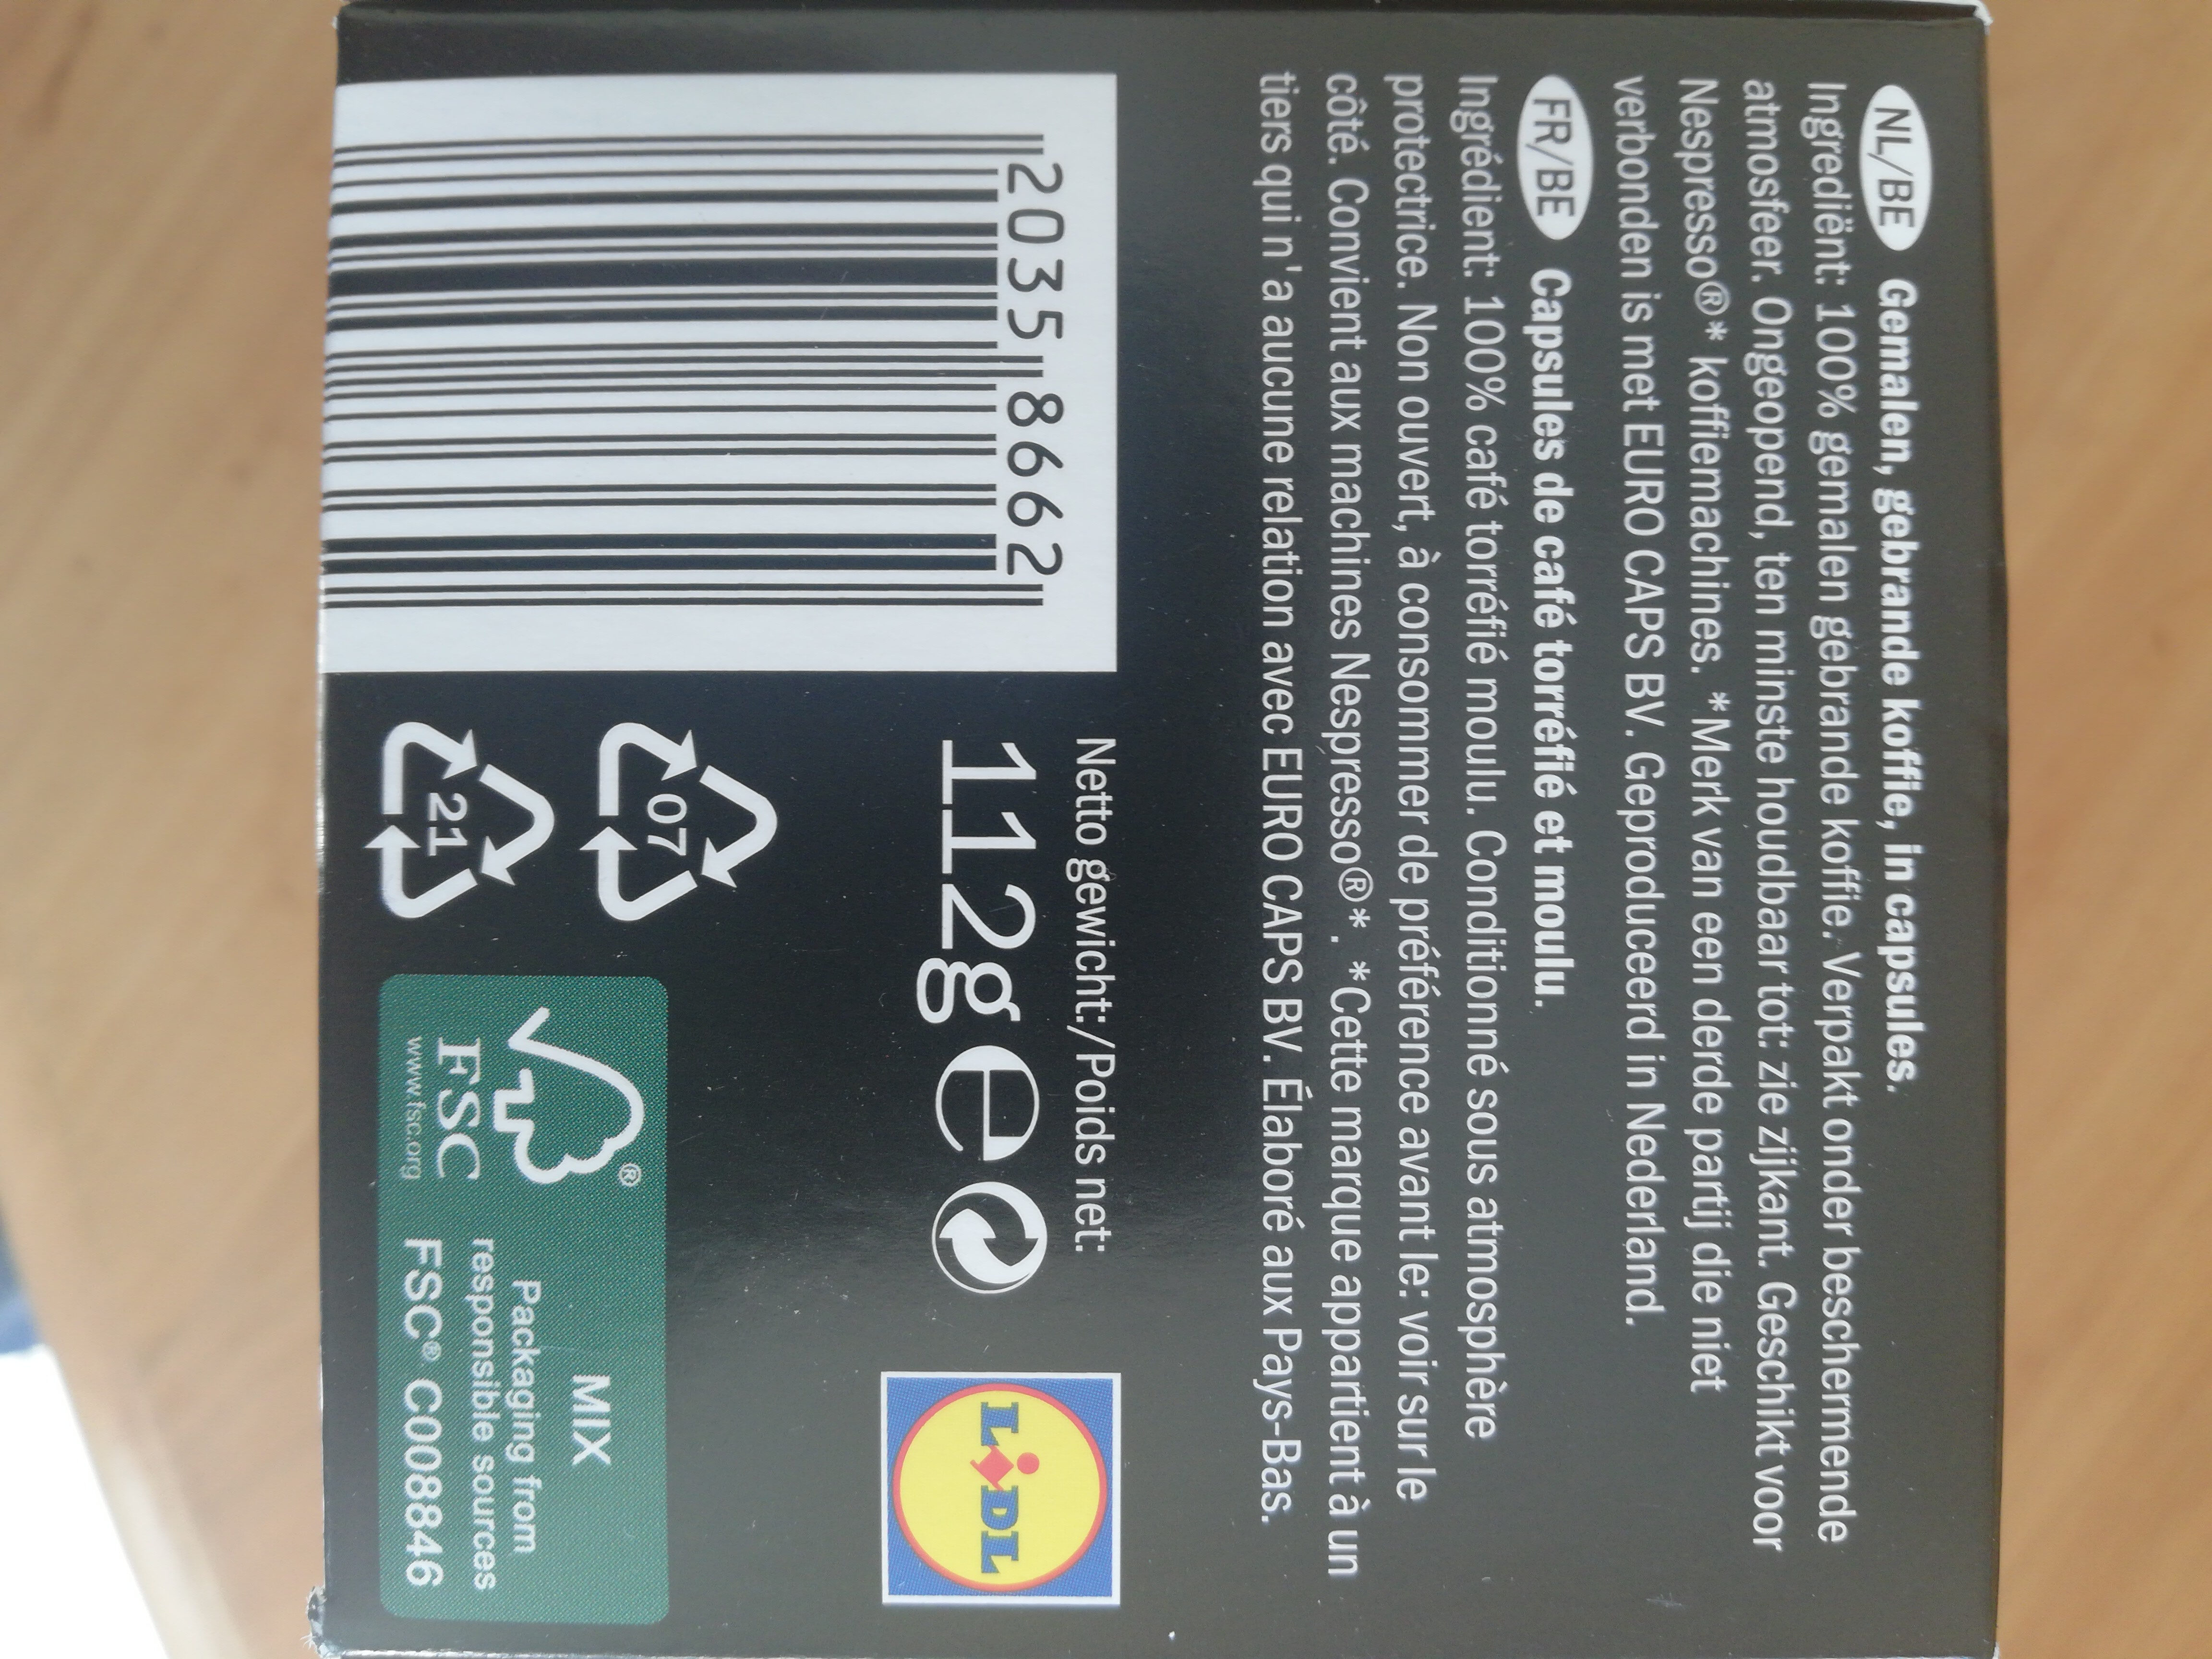 NL/BE Gemalen, gebrande koffie, in capsules.
Ingrediënt: 100% gemalen gebrande koffie. Verpakt onder beschermende
atmosfeer. Ongeopend, ten minste houdbaar tot: zie zijkant. Geschikt voor
Nespresso®* koffiemachines. *Merk van een derde partij die niet
verbonden is met EURO CAPS BV. Geproduceerd in Nederland.
FR/BE Capsules de café torréfié et moulu.
Ingrédient: 100% café torréfié moulu. Conditionné sous atmosphère
protectrice. Non ouvert, à consommer de préférence avant le: voir sur le
côté. Convient aux machines Nespresso®*. *Cette marque appartient à un
tiers qui n'a aucune relation avec EURO CAPS BV. Élaboré aux Pays-Bas.
2035 8662
Netto gewicht:/Poids net:
112g e
LIDL
07
21
®
FSC
www.fsc.org
MIX
Packaging from
responsible sources
FSC® C008846